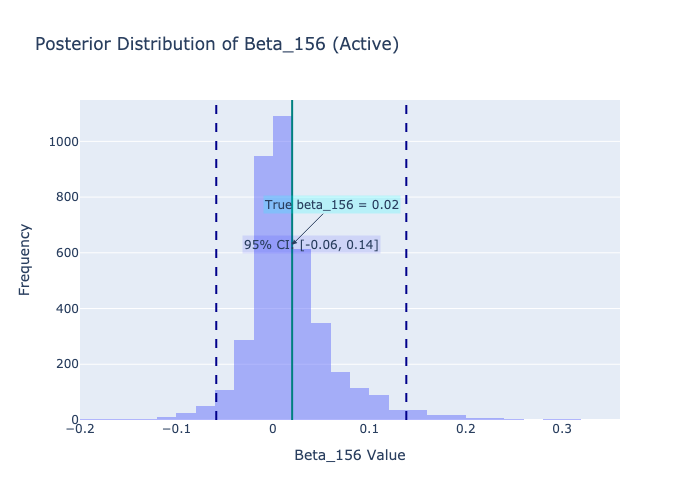 Posterior Distribution of Beta_156 (Active)
1000
800
600
400
200
0
Frequency
True beta_156 = 0.02
95% CI: [-0.06, 0.14]
−0.2
−0.1
0
0.1
0.2
0.3
Beta_156 Value